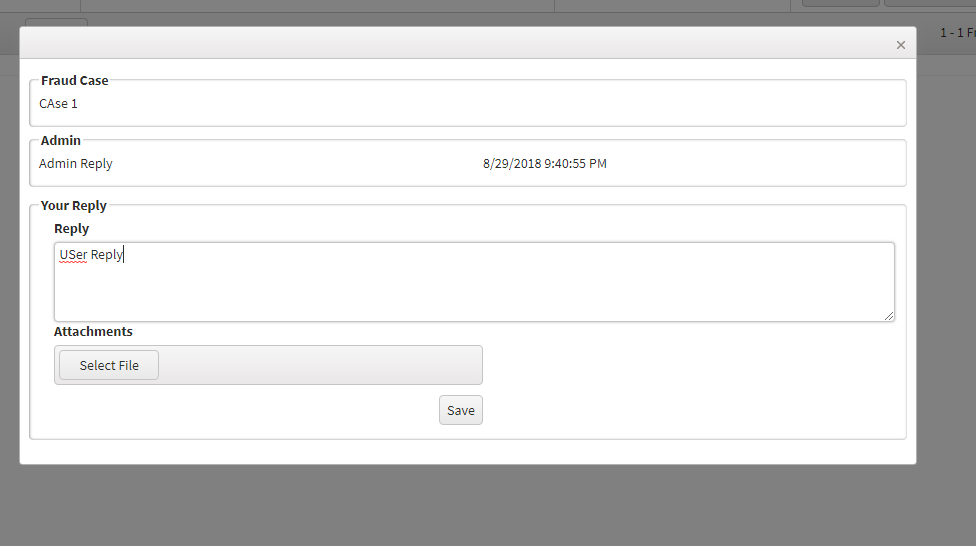 1 - 1 Fr
×
Fraud Case
CAse 1
Admin
Admin Reply 8/29/2018 9:40:55 PM
Your Reply
Reply
USer Reply
Attachments
Select File
Save